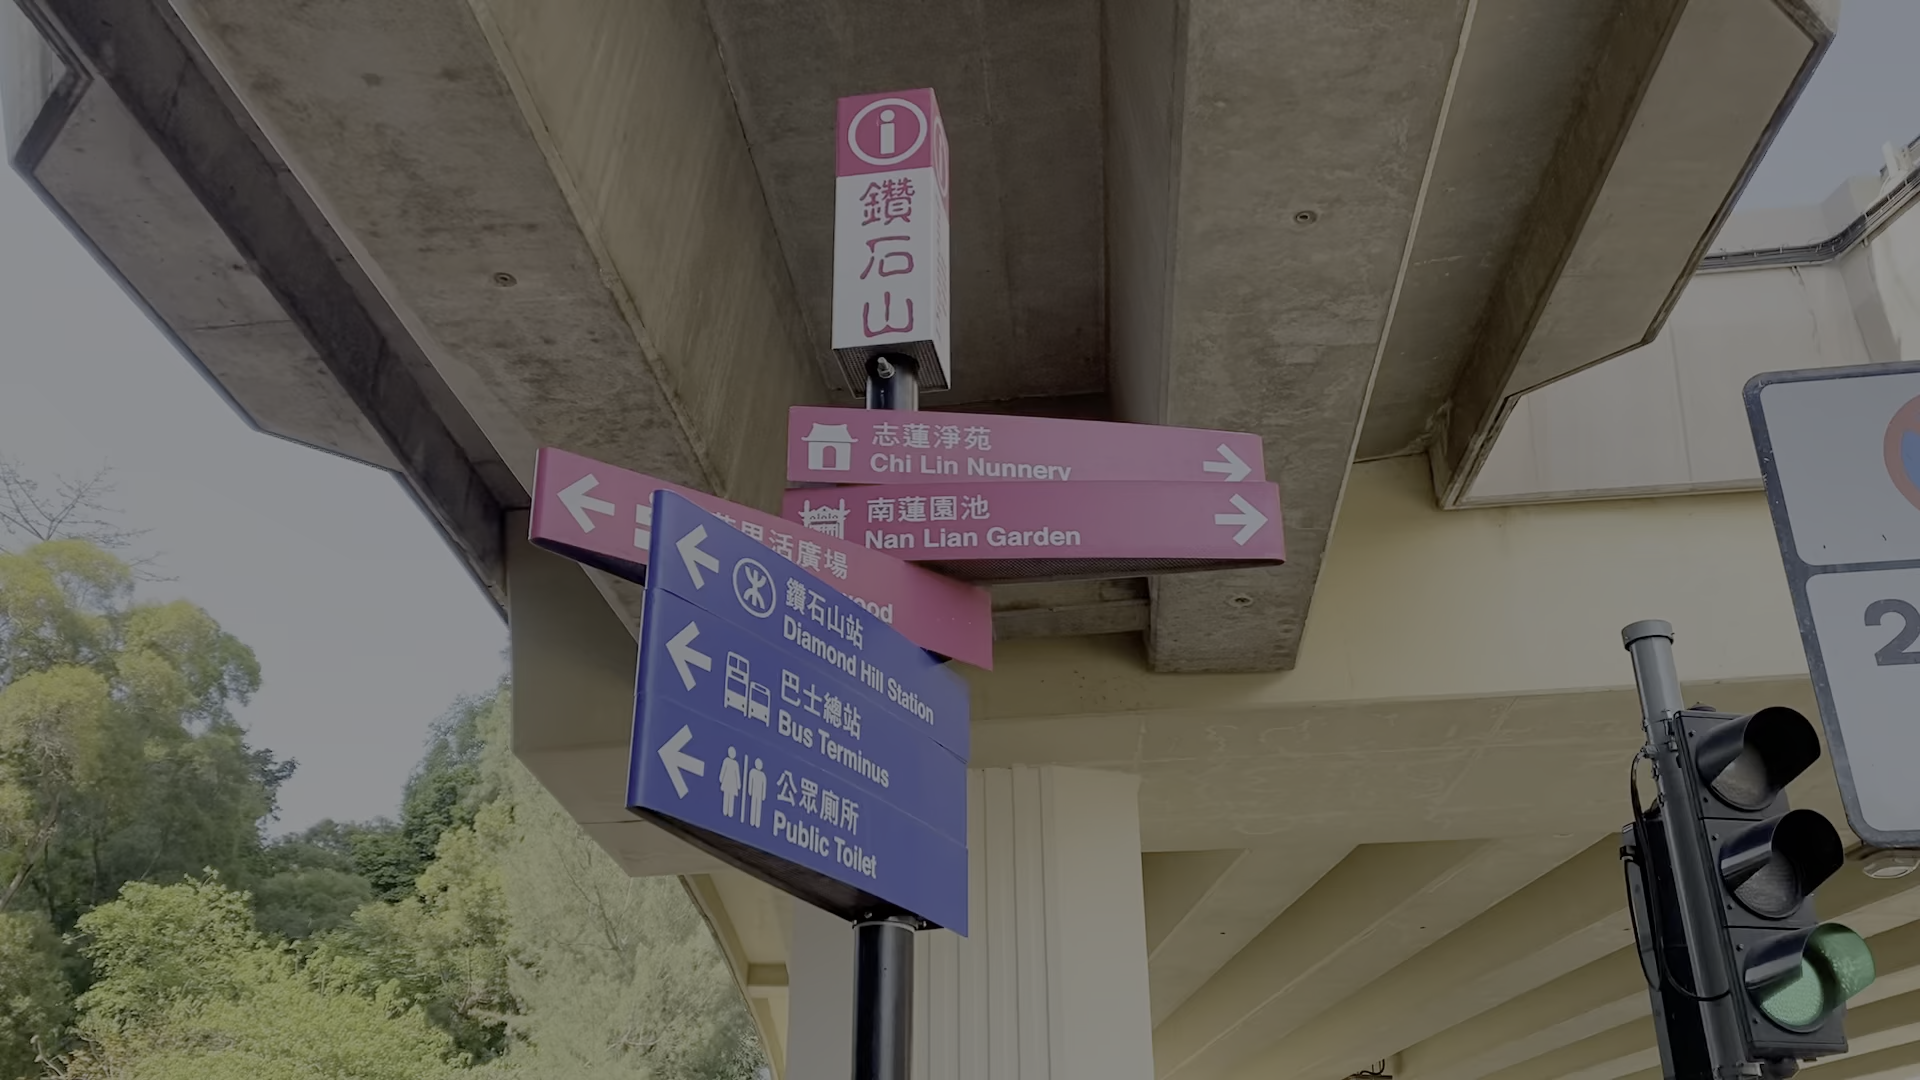 i
鑽石山
志蓮淨苑
Chi Lin Nunnery
南蓮園池
Nan Lian Garden
活廣場
鑽石山站
Diamond Hill Station
巴士總站
Bus Terminus
公眾廁所
Public Toilet
2